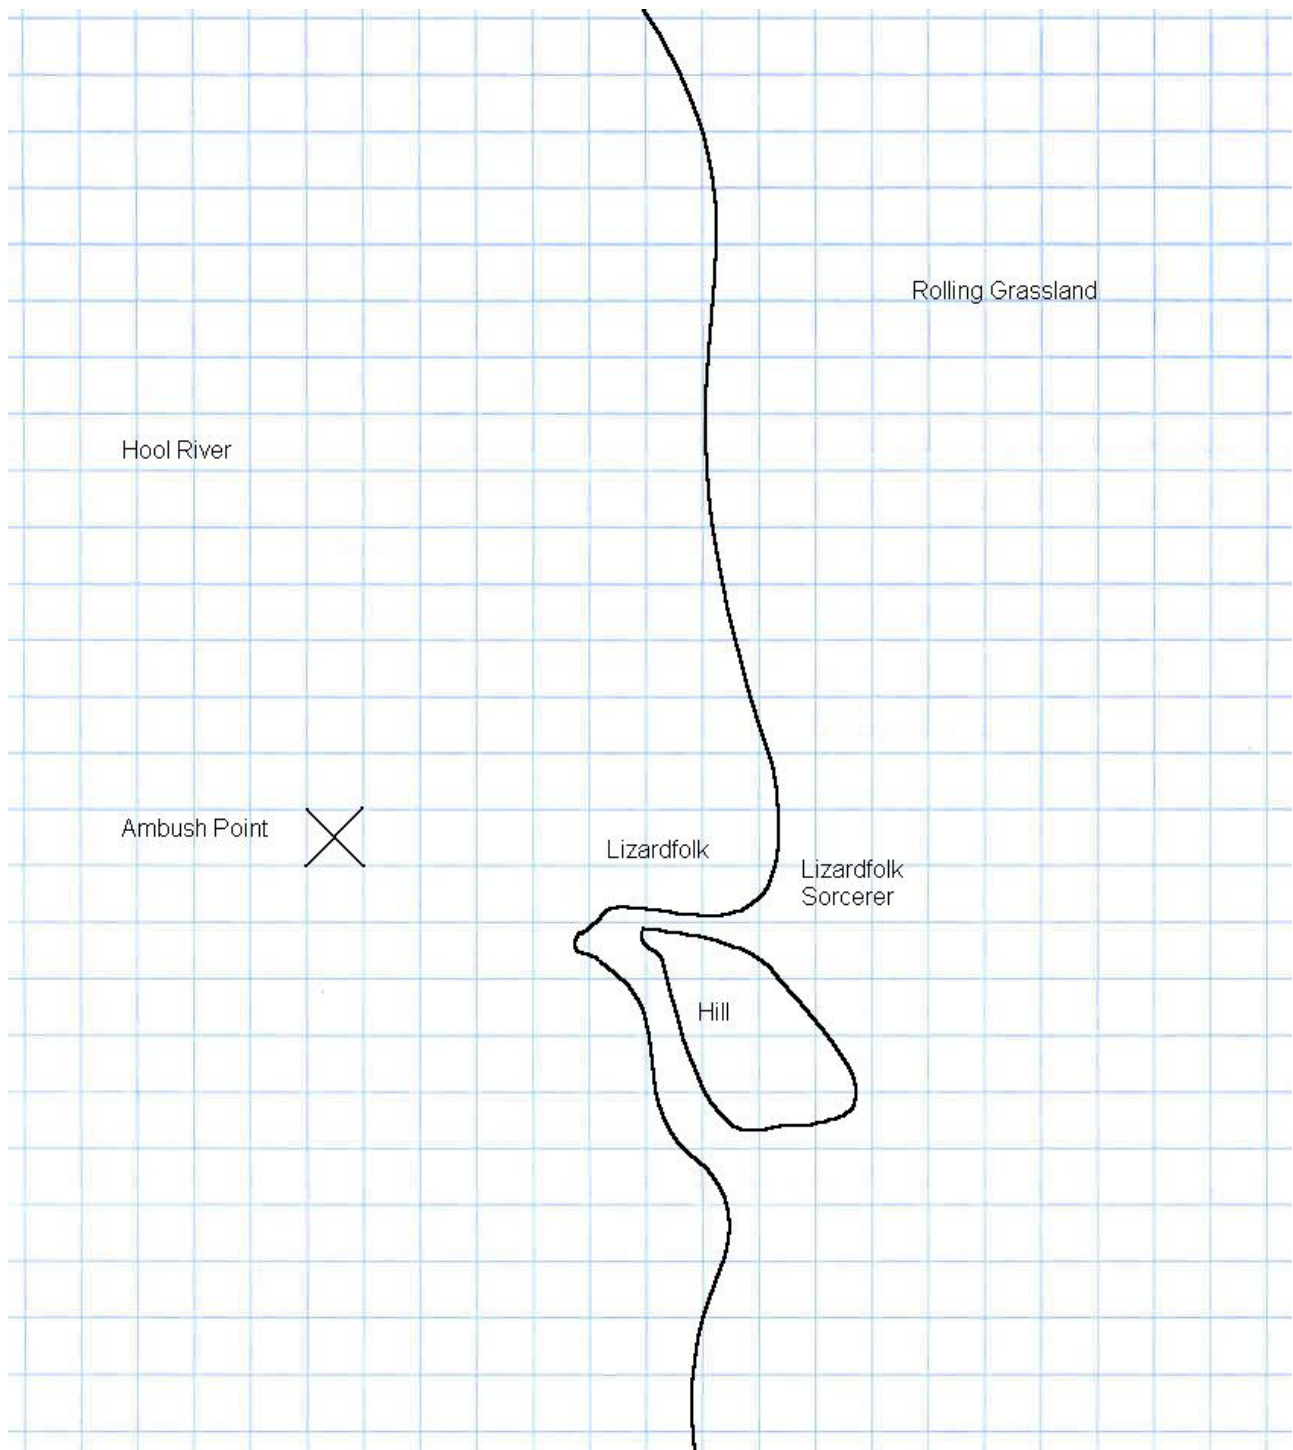 Rolling Grassland
Hool River
Ambush Point
Lizardfolk
Lizardfolk
Sorcerer
Hill